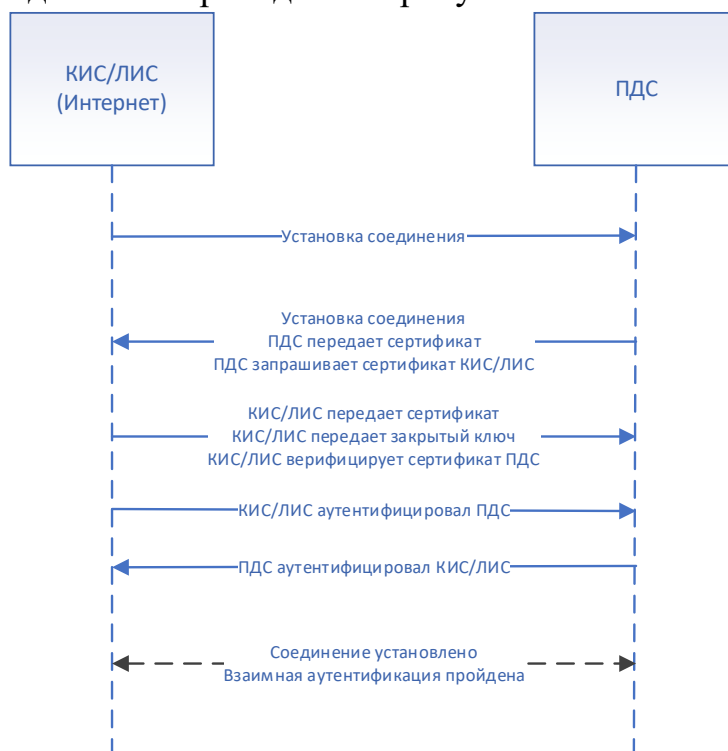 КИС/ЛИС
(Интернет)
ПДС
Установка соединения
Установка соединения
ПДС передает сертификат
ПДС запрашивает сертификат КИС/ЛИС
КИС/ЛИС передает сертификат
КИС/ЛИС передает закрытый ключ
КИС/ЛИС верифицирует сертификат ПДС
КИС/ЛИС аутентифицировал ПДС
ПДС аутентифицировал КИС/ЛИС
Соединение установлено
Взаимная аутентификация пройдена